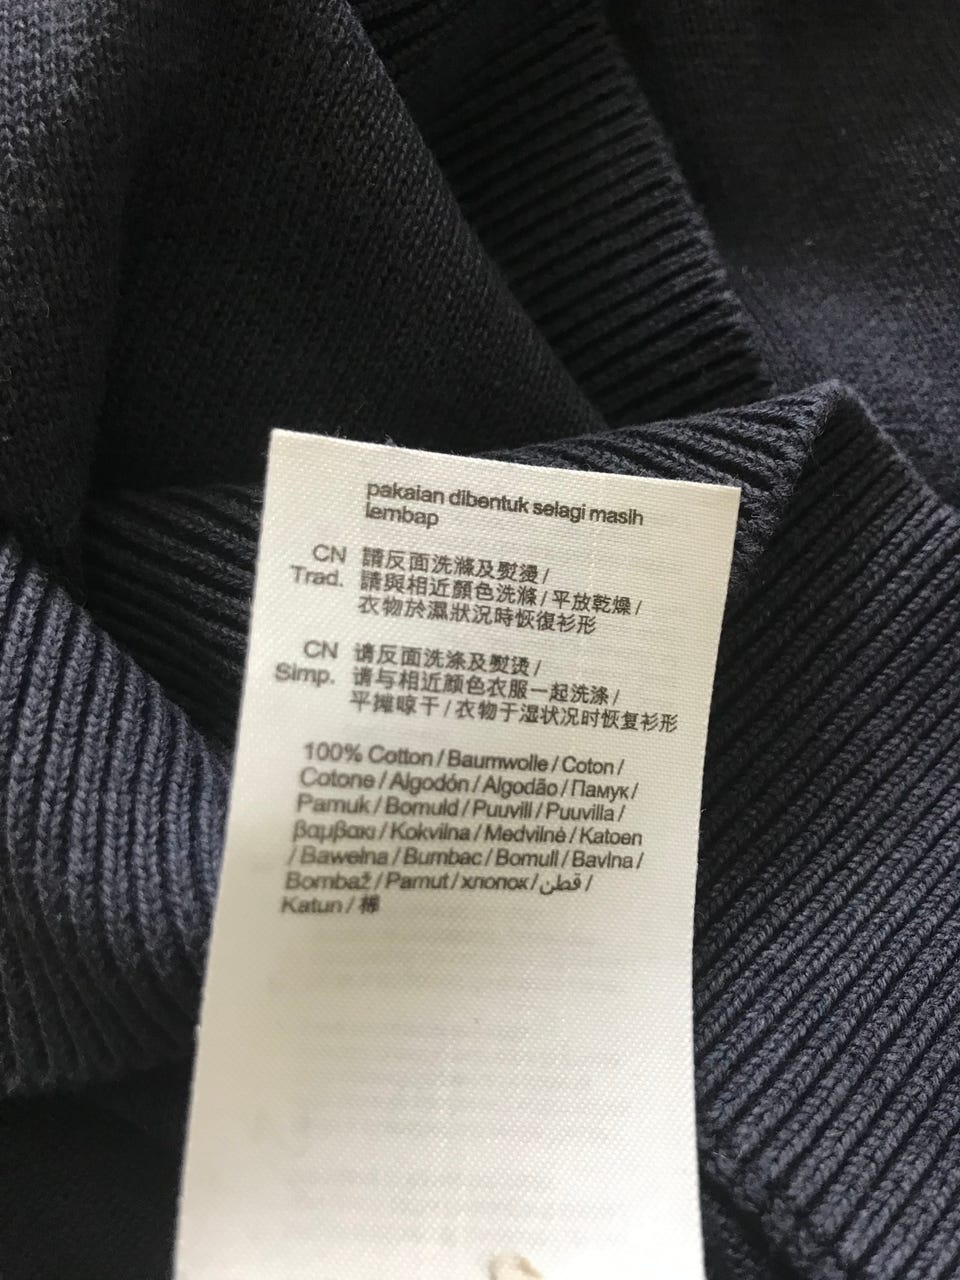 pakaian dibentuk selagi masih
lembap
CN 請反面洗滌及熨燙 /
Trad. 請與相近顏色洗滌 / 平放乾燥 /
衣物於濕狀況時恢復衫形
CN 请反面洗涤及熨烫 /
Simp. 请与相近颜色衣服一起洗涤 /
平摊晾干 / 衣物于湿状况时恢复衫形
100% Cotton / Baumwolle / Coton /
Cotone / Algodón / Algodão / Памук /
Pamuk / Bomuld / Puuvill / Puuvilla /
βαμβακι / Kokvilna / Medvilnė / Katoen
/ Bawełna / Bumbac / Bomull / Bavlna /
Bombaž / Pamut / хлопок / قطن /
Katun / 棉